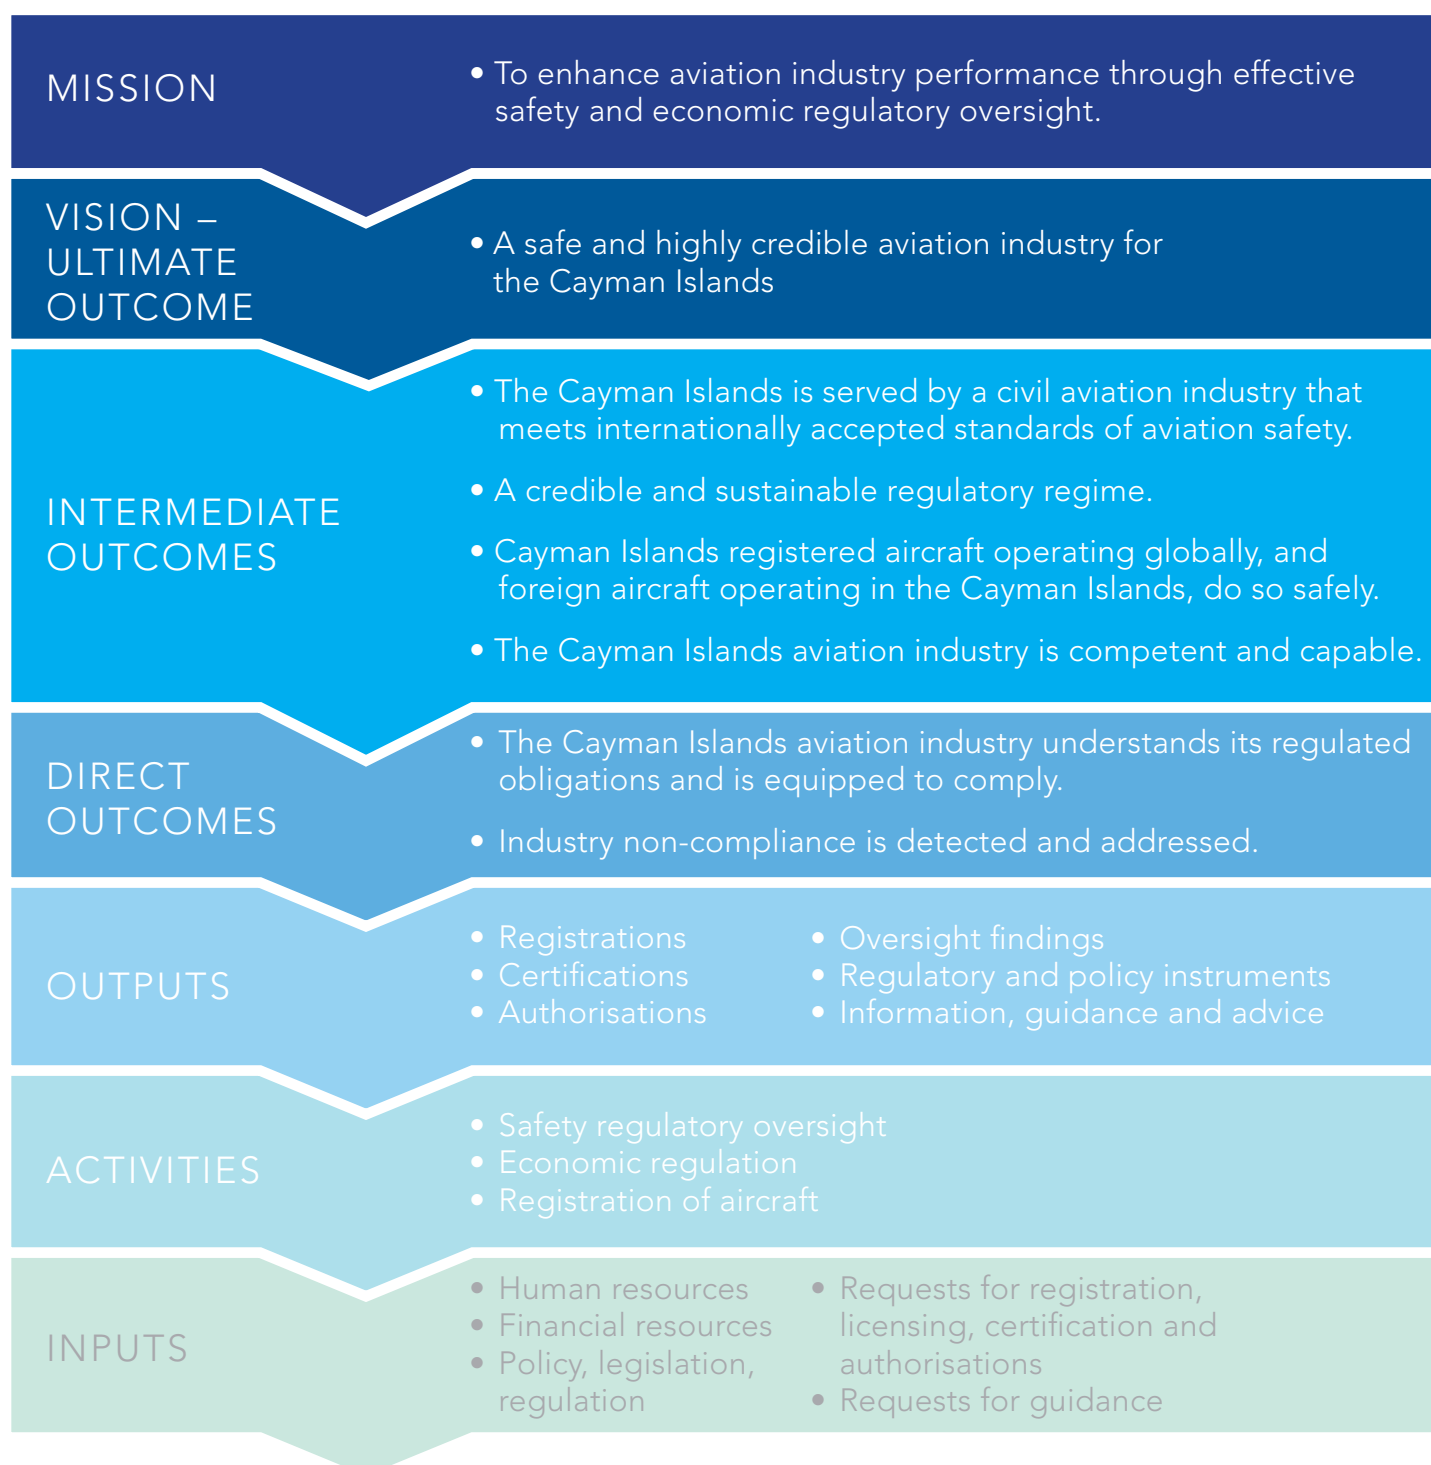 MISSION
• To enhance aviation industry performance through effective
safety and economic regulatory oversight.
VISION –
ULTIMATE
OUTCOME
• A safe and highly credible aviation industry for
the Cayman Islands
INTERMEDIATE
OUTCOMES
• The Cayman Islands is served by a civil aviation industry that
meets internationally accepted standards of aviation safety.
• A credible and sustainable regulatory regime.
• Cayman Islands registered aircraft operating globally, and
foreign aircraft operating in the Cayman Islands, do so safely.
• The Cayman Islands aviation industry is competent and capable.
DIRECT
OUTCOMES
• The Cayman Islands aviation industry understands its regulated
obligations and is equipped to comply.
• Industry non-compliance is detected and addressed.
OUTPUTS
• Registrations
• Certifications
• Authorisations
• Oversight findings
• Regulatory and policy instruments
• Information, guidance and advice
ACTIVITIES
• Safety regulatory oversight
• Economic regulation
• Registration of aircraft
INPUTS
• Human resources
• Financial resources
• Policy, legislation,
regulation
• Requests for registration,
licensing, certification and
authorisations
• Requests for guidance